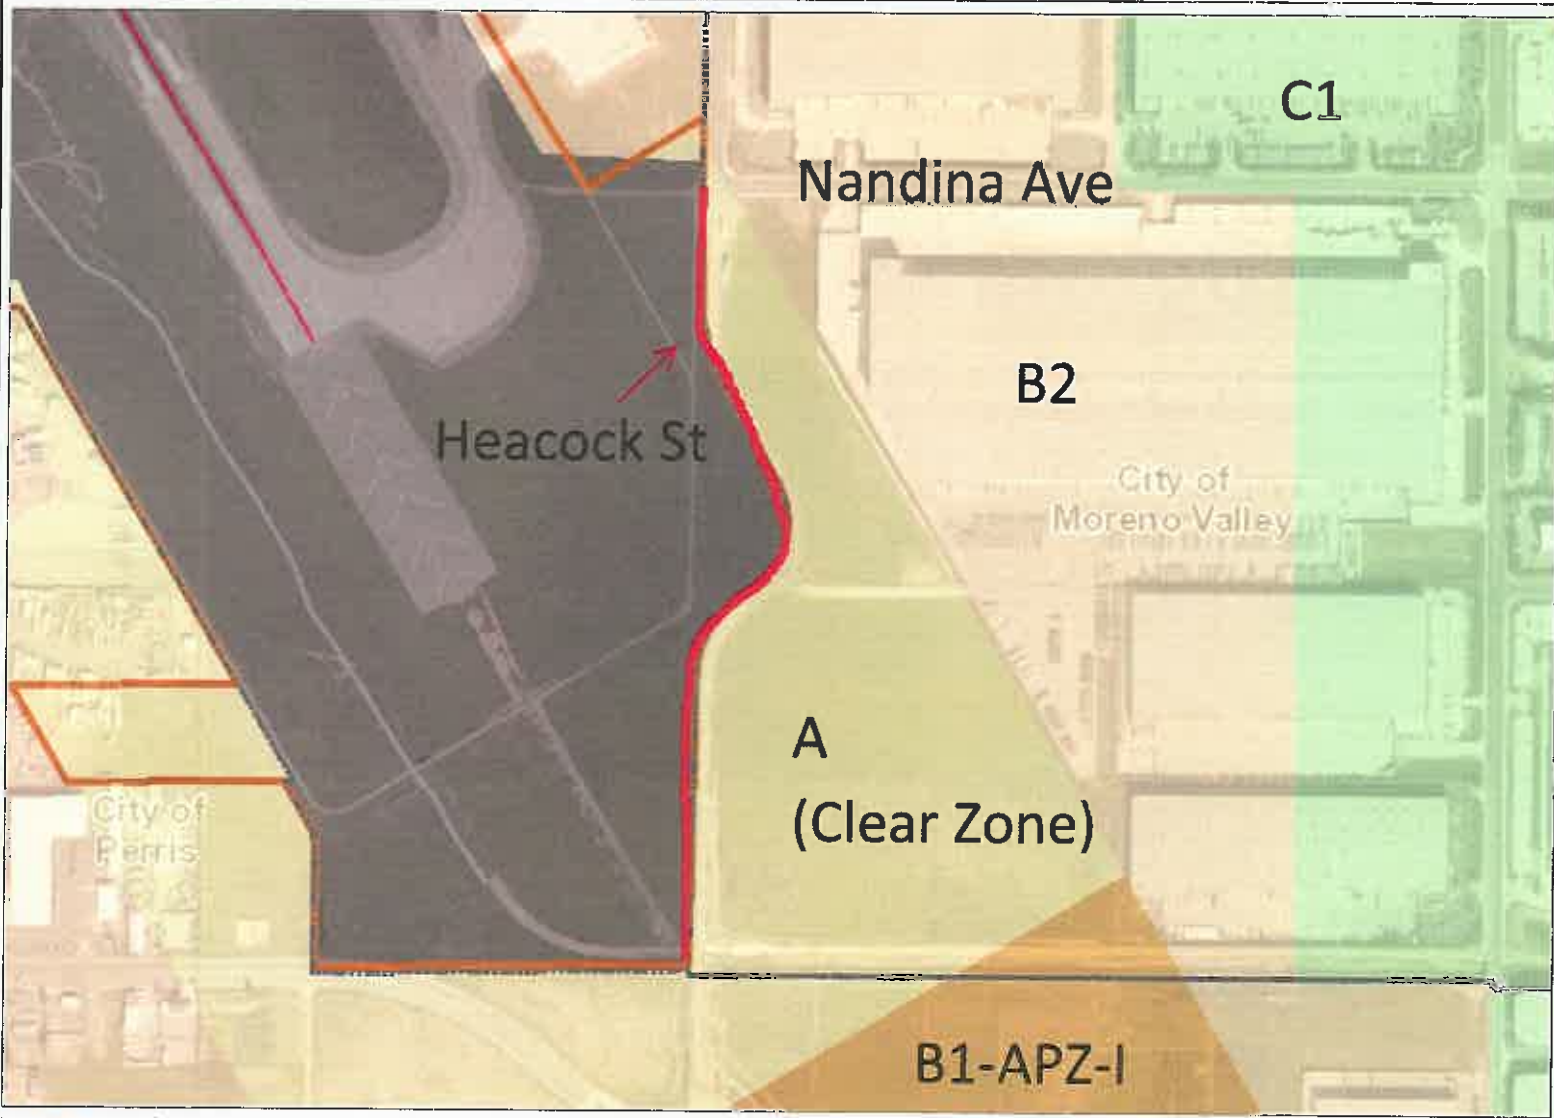 C1
Nandina Ave
B2
Heacock St
City of
Moreno Valley
A
(Clear Zone)
City of
Perris
B1-APZ-I